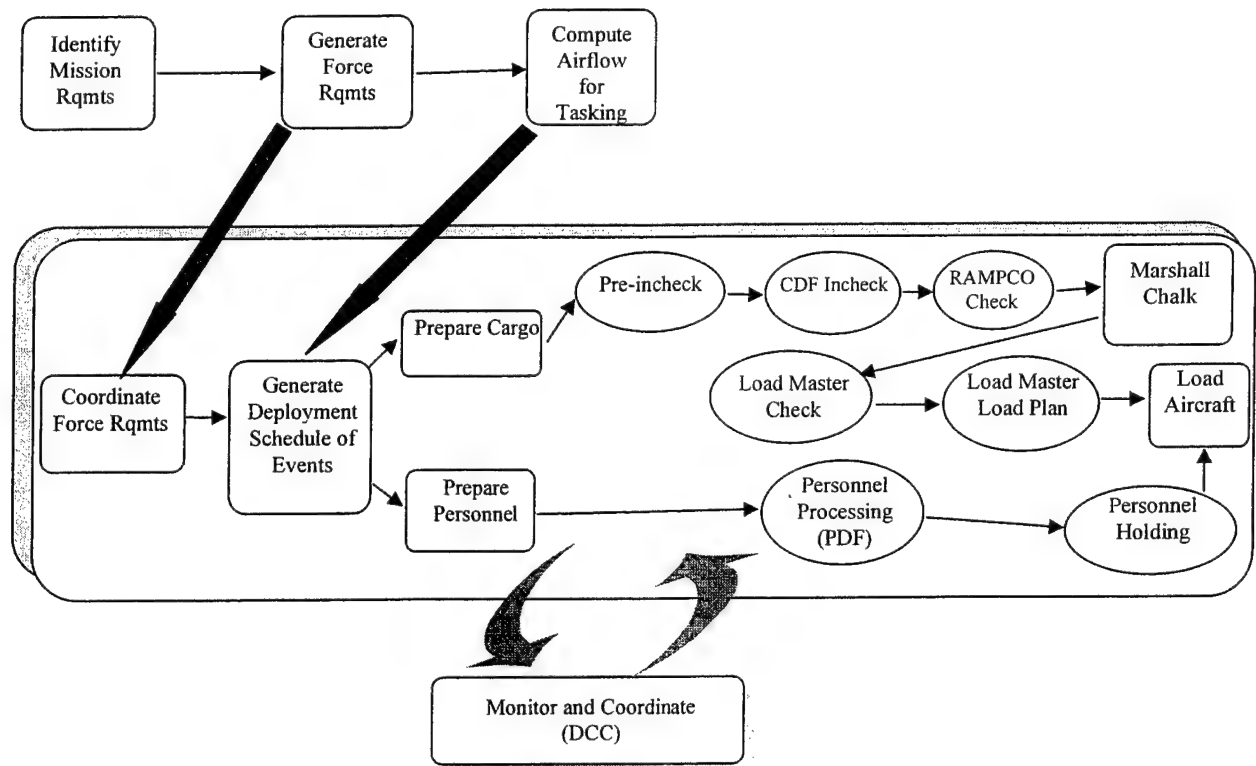 Identify
Mission
Rqmts
Generate
Force
Rqmts
Compute
Airflow
for
Tasking
Pre-incheck
CDF Incheck
RAMPCO
Check
Marshall
Chalk
Prepare Cargo
Coordinate
Force Rqmts
Generate
Deployment
Schedule of
Events
Load Master
Check
Load Master
Load Plan
Load
Aircraft
Prepare
Personnel
Personnel
Processing
(PDF)
Personnel
Holding
Monitor and Coordinate
(DCC)